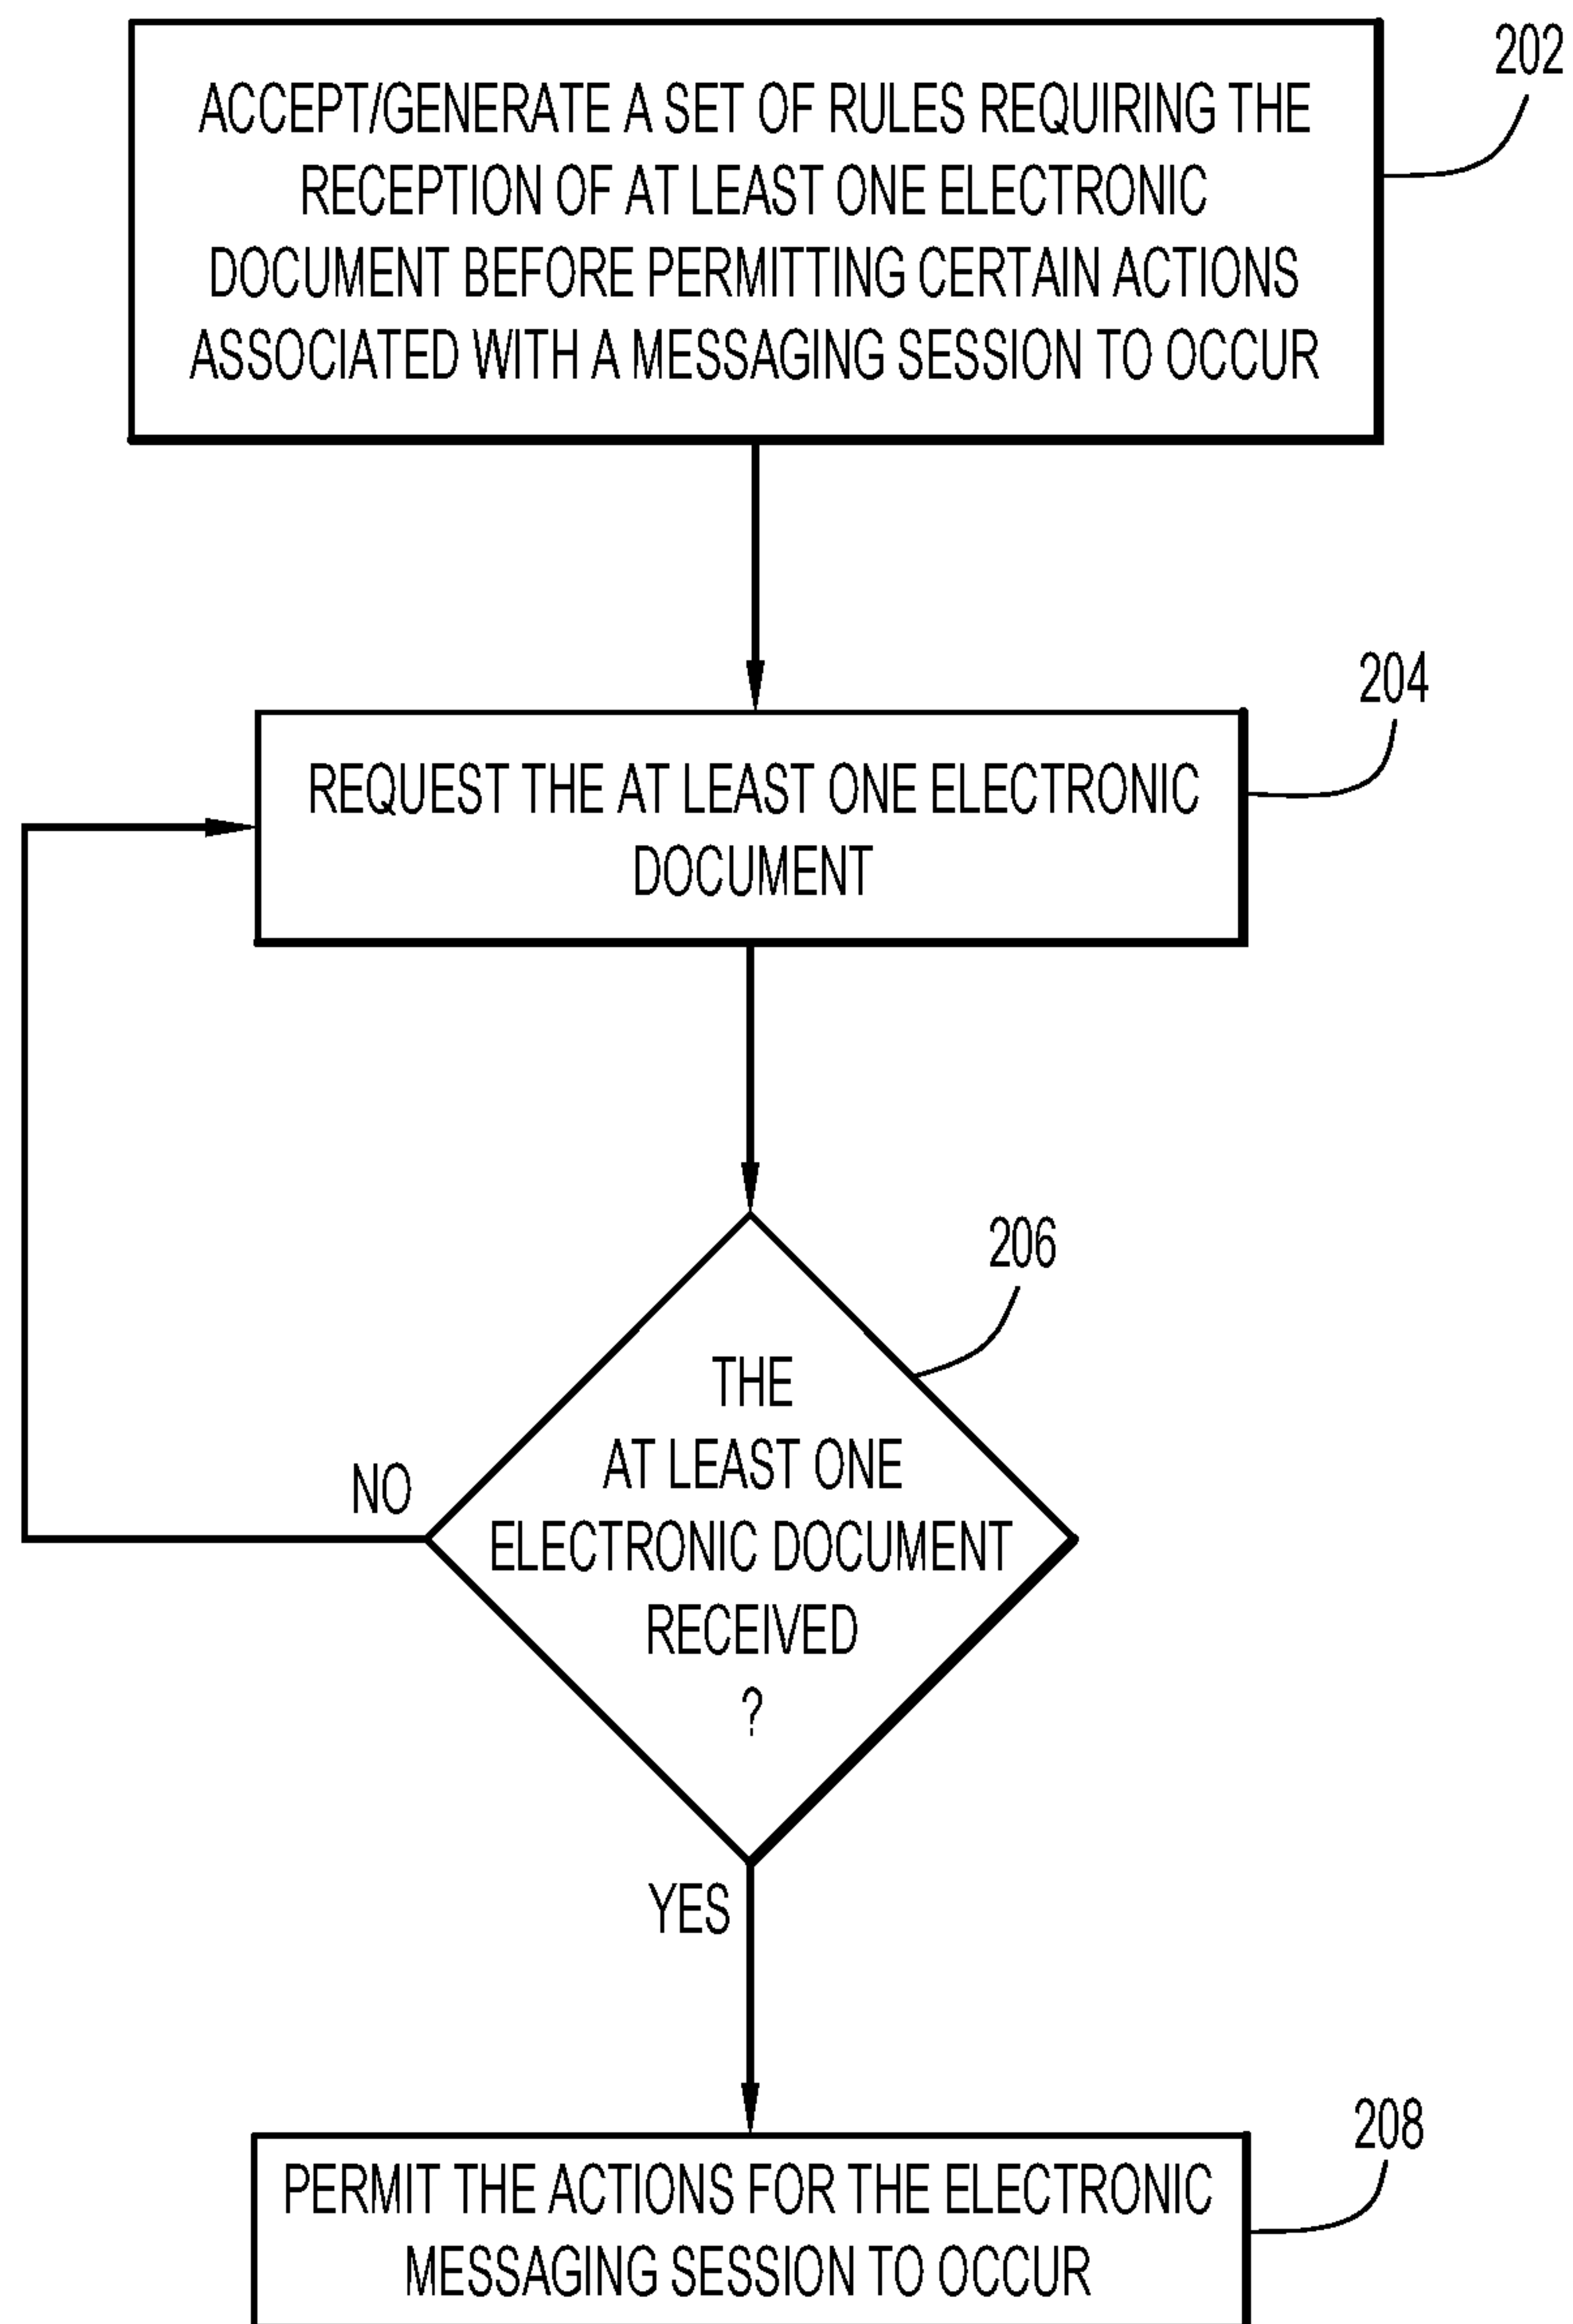 202
ACCEPT/GENERATE A SET OF RULES REQUIRING THE
RECEPTION OF AT LEAST ONE ELECTRONIC
DOCUMENT BEFORE PERMITTING CERTAIN ACTIONS
ASSOCIATED WITH A MESSAGING SESSION TO OCCUR
204
REQUEST THE AT LEAST ONE ELECTRONIC
DOCUMENT
206
THE
AT LEAST ONE
ELECTRONIC DOCUMENT
RECEIVED
?
NO
YES
208
PERMIT THE ACTIONS FOR THE ELECTRONIC
MESSAGING SESSION TO OCCUR